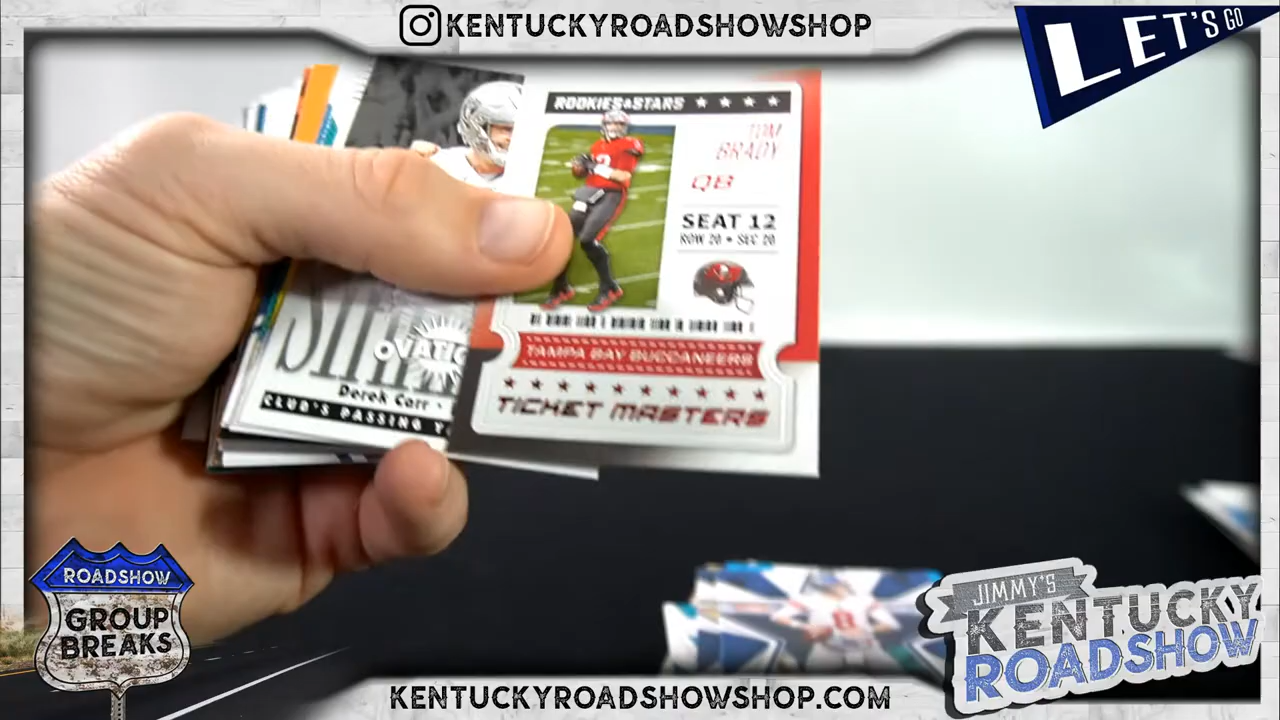 KENTUCKYROADSHOWSHOP
LET'S GO
ROOKIES & STARS
TOM
BRADY
QB
SEAT 12
ROW 20 • SEC 20
TAMPA BAY BUCCANEERS
TICKET MASTERS
OVATIO
Derek Carr
CLUB'S PASSING Y
8
ROADSHOW
GROUP
BREAKS
JIMMY'S
KENTUCKY
ROADSHOW
KENTUCKYROADSHOWSHOP.COM